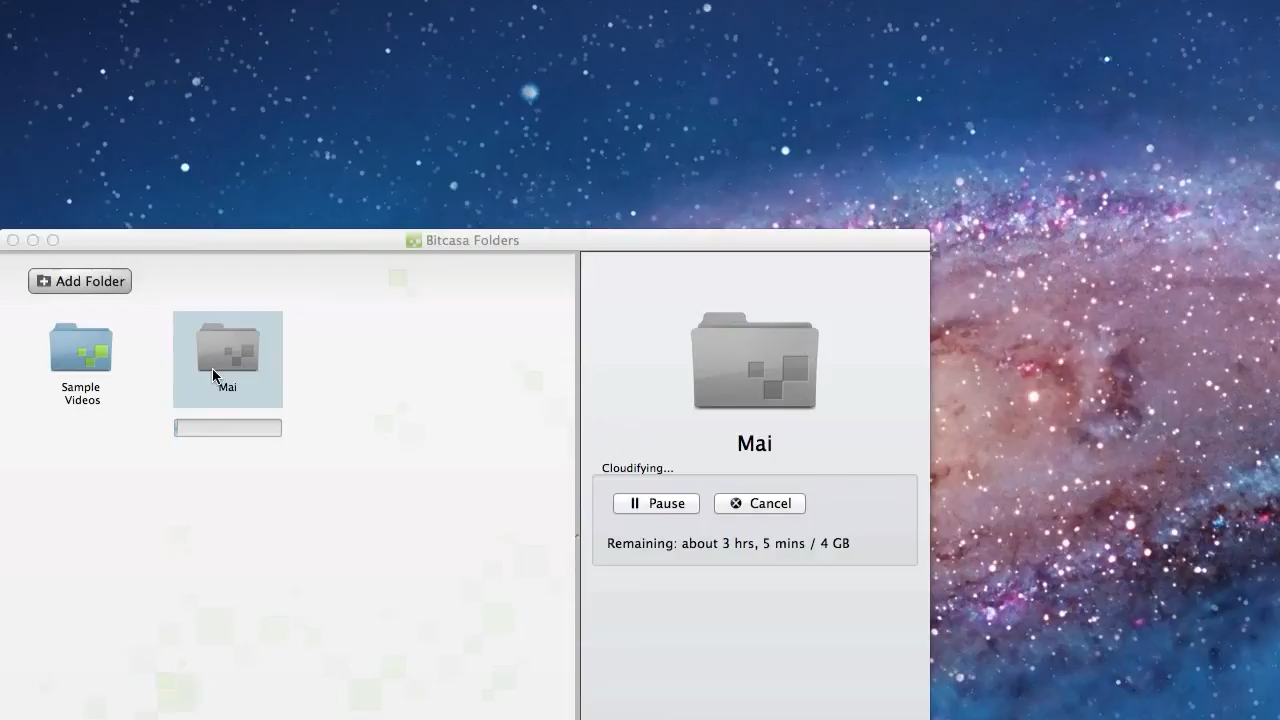 Bitcasa Folders
Add Folder
Sample
Videos
Mai
Mai
Cloudifying...
Pause
Cancel
Remaining: about 3 hrs, 5 mins / 4 GB